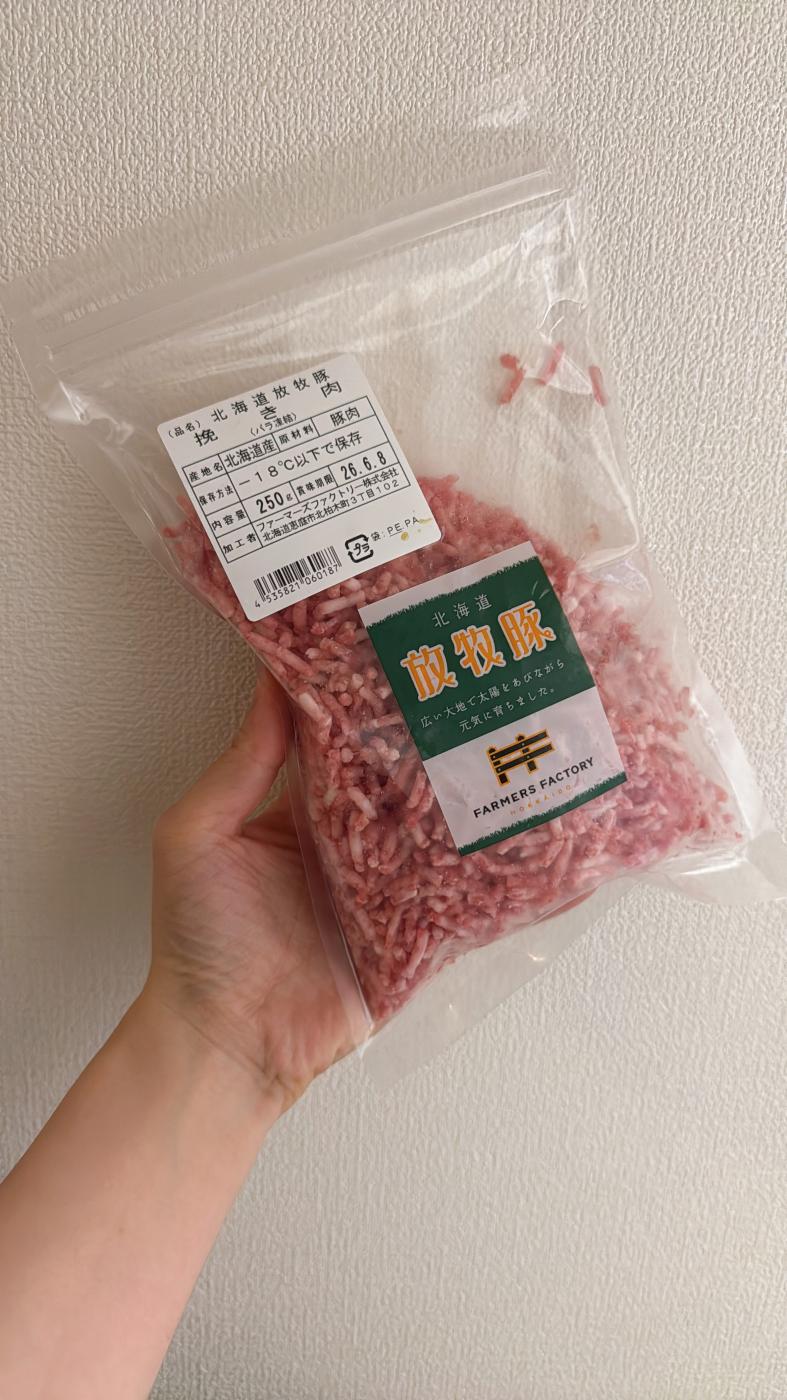 (品名) 北海道放牧豚
挽き肉
(バラ凍結)
産地名 北海道産 原材料 豚肉
保存方法 －18℃以下で保存
内容量 250g 賞味期限 26.6.8
加工者 ファーマーズファクトリー株式会社
北海道恵庭市北柏木町3丁目102
4 535821 060187
プラ 袋:PE,PA
北海道
放牧豚
広い大地で太陽をあびながら
元気に育ちました。
FARMERS FACTORY
HOKKAIDO